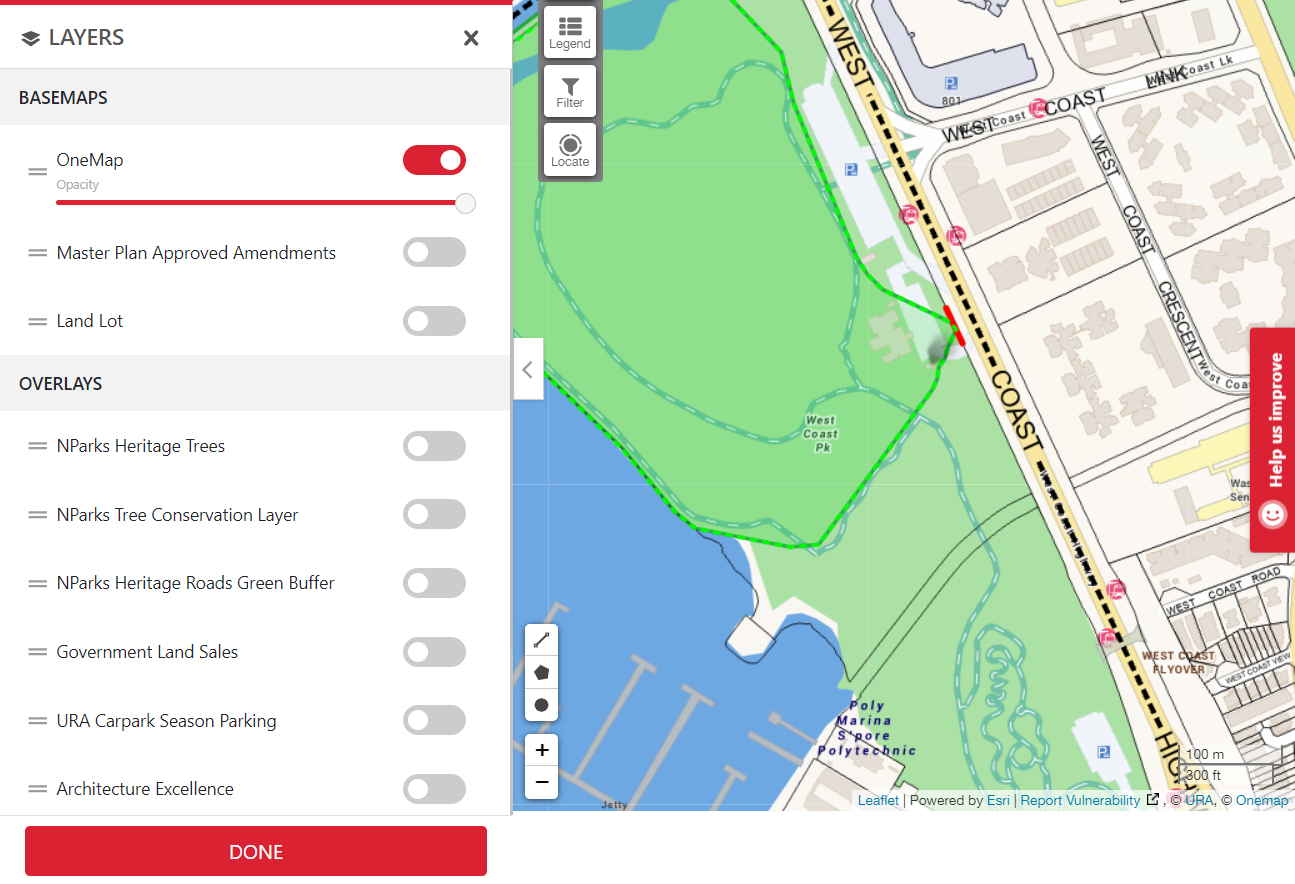 LAYERS
BASEMAPS
OneMap
Opacity
Master Plan Approved Amendments
Land Lot
OVERLAYS
NParks Heritage Trees
NParks Tree Conservation Layer
NParks Heritage Roads Green Buffer
Government Land Sales
URA Carpark Season Parking
Architecture Excellence
DONE
Legend
Filter
Locate
WEST
COAST
HIGH
801
WEST COAST LINK
West Coast Lk
WEST
COAST
CRESCENT
West Coa
West
Coast
Pk
Was
Sen
Help us improve
WEST COAST ROAD
WEST COAST
FLYOVER
WEST COAST VIEW
Poly
Marina
S'pore
Polytechnic
Jetty
+
−
100 m
300 ft
Leaflet | Powered by Esri | Report Vulnerability , © URA, © Onemap